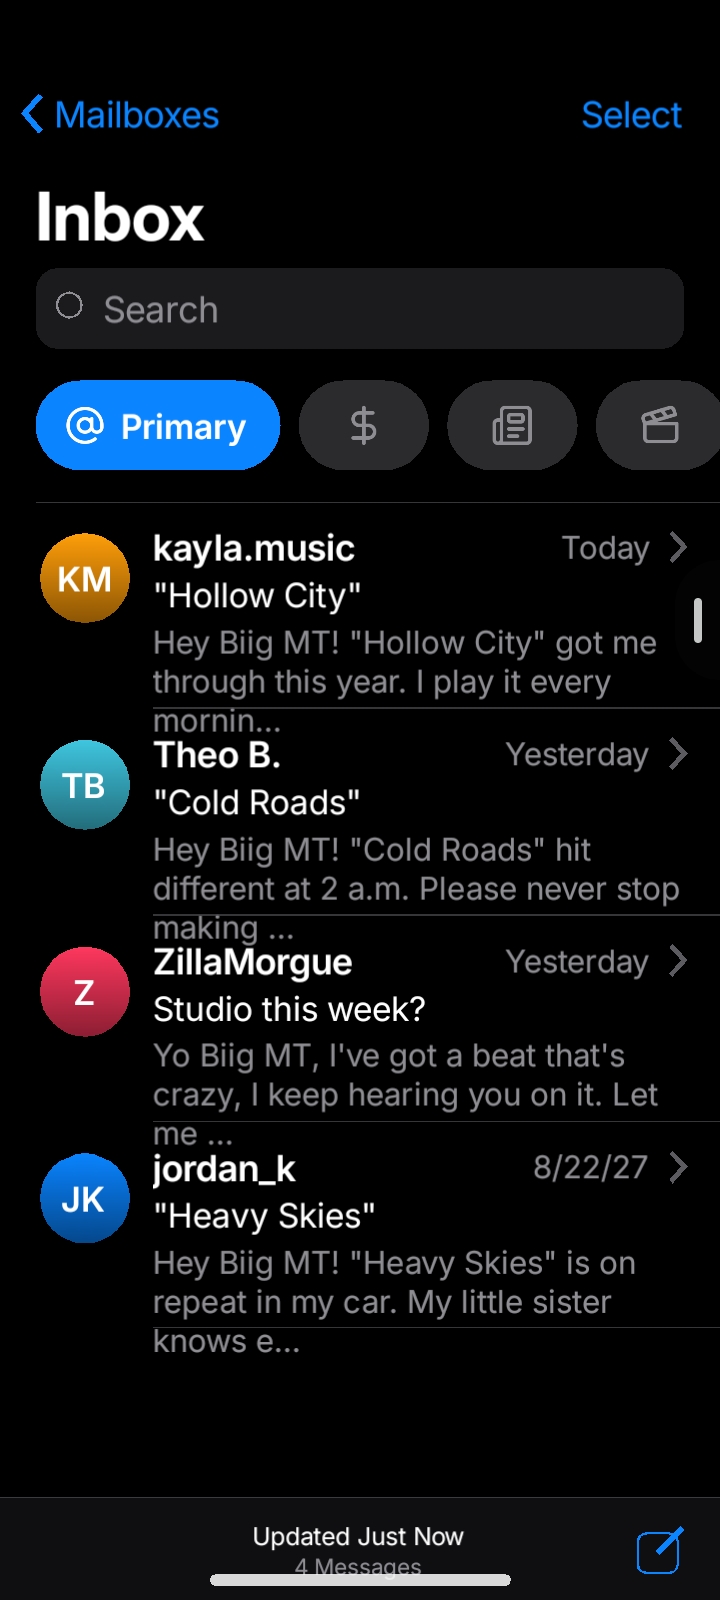 Mailboxes
Select
Inbox
Search
@ Primary
$
KM
kayla.music
Today
"Hollow City"
Hey Biig MT! "Hollow City" got me
through this year. I play it every
mornin...
TB
Theo B.
Yesterday
"Cold Roads"
Hey Biig MT! "Cold Roads" hit
different at 2 a.m. Please never stop
making ...
Z
ZillaMorgue
Yesterday
Studio this week?
Yo Biig MT, I've got a beat that's
crazy, I keep hearing you on it. Let
me ...
JK
jordan_k
8/22/27
"Heavy Skies"
Hey Biig MT! "Heavy Skies" is on
repeat in my car. My little sister
knows e...
Updated Just Now
4 Messages